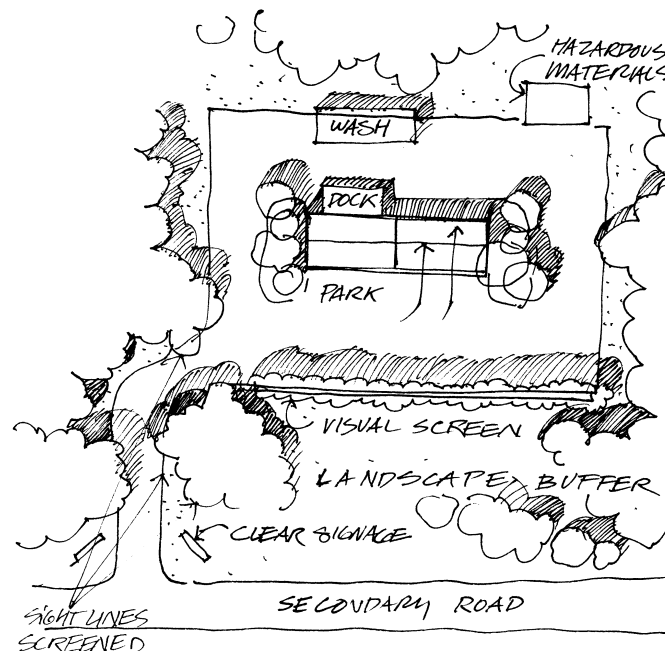 HAZARDOUS
MATERIALS
WASH
DOCK
PARK
VISUAL SCREEN
LANDSCAPE BUFFER
CLEAR SIGNAGE
SECONDARY ROAD
SIGHT LINES
SCREENED